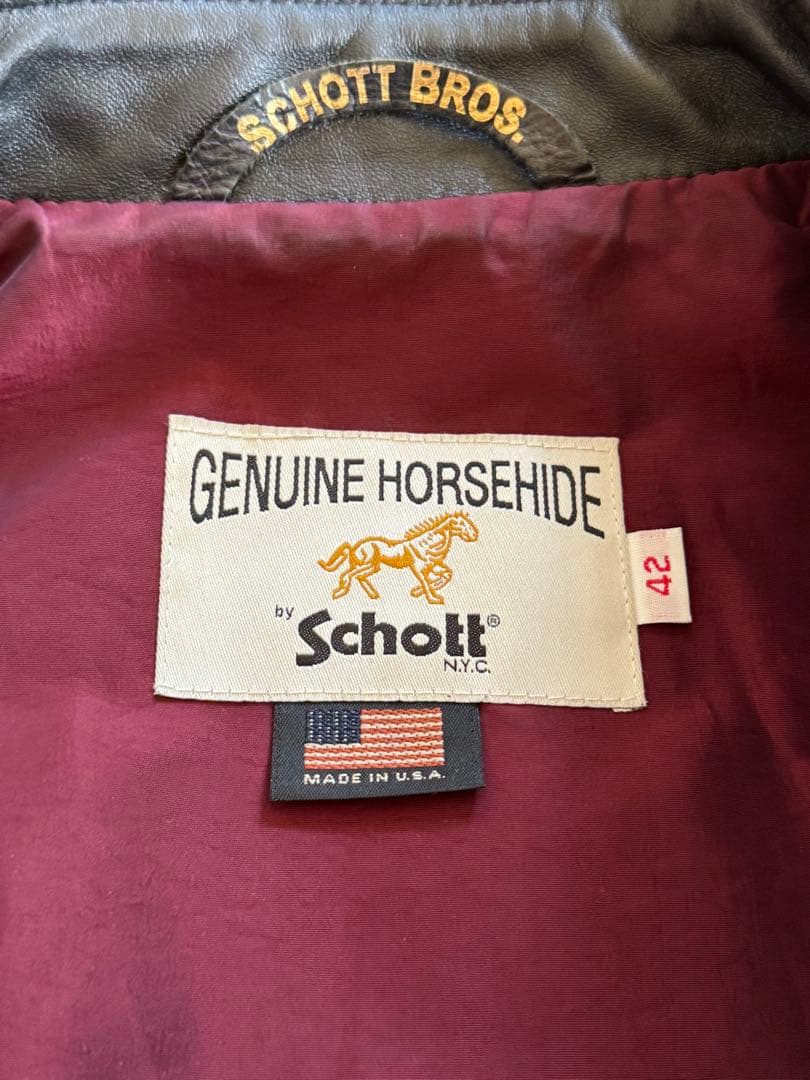 SCHOTT BROS.
GENUINE HORSEHIDE
by Schott®
N.Y.C.
42
MADE IN U.S.A.